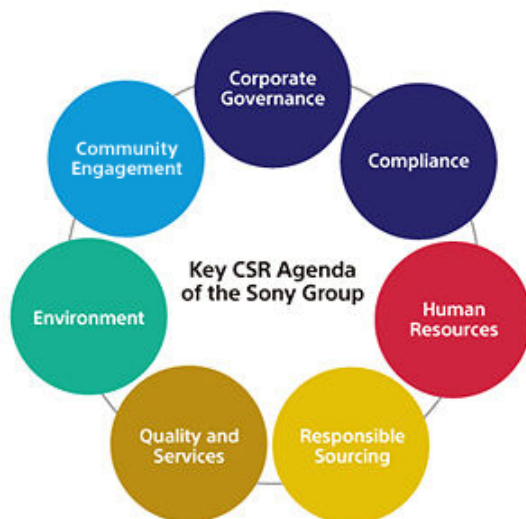 Corporate
Governance
Compliance
Human
Resources
Responsible
Sourcing
Quality and
Services
Environment
Community
Engagement
Key CSR Agenda
of the Sony Group